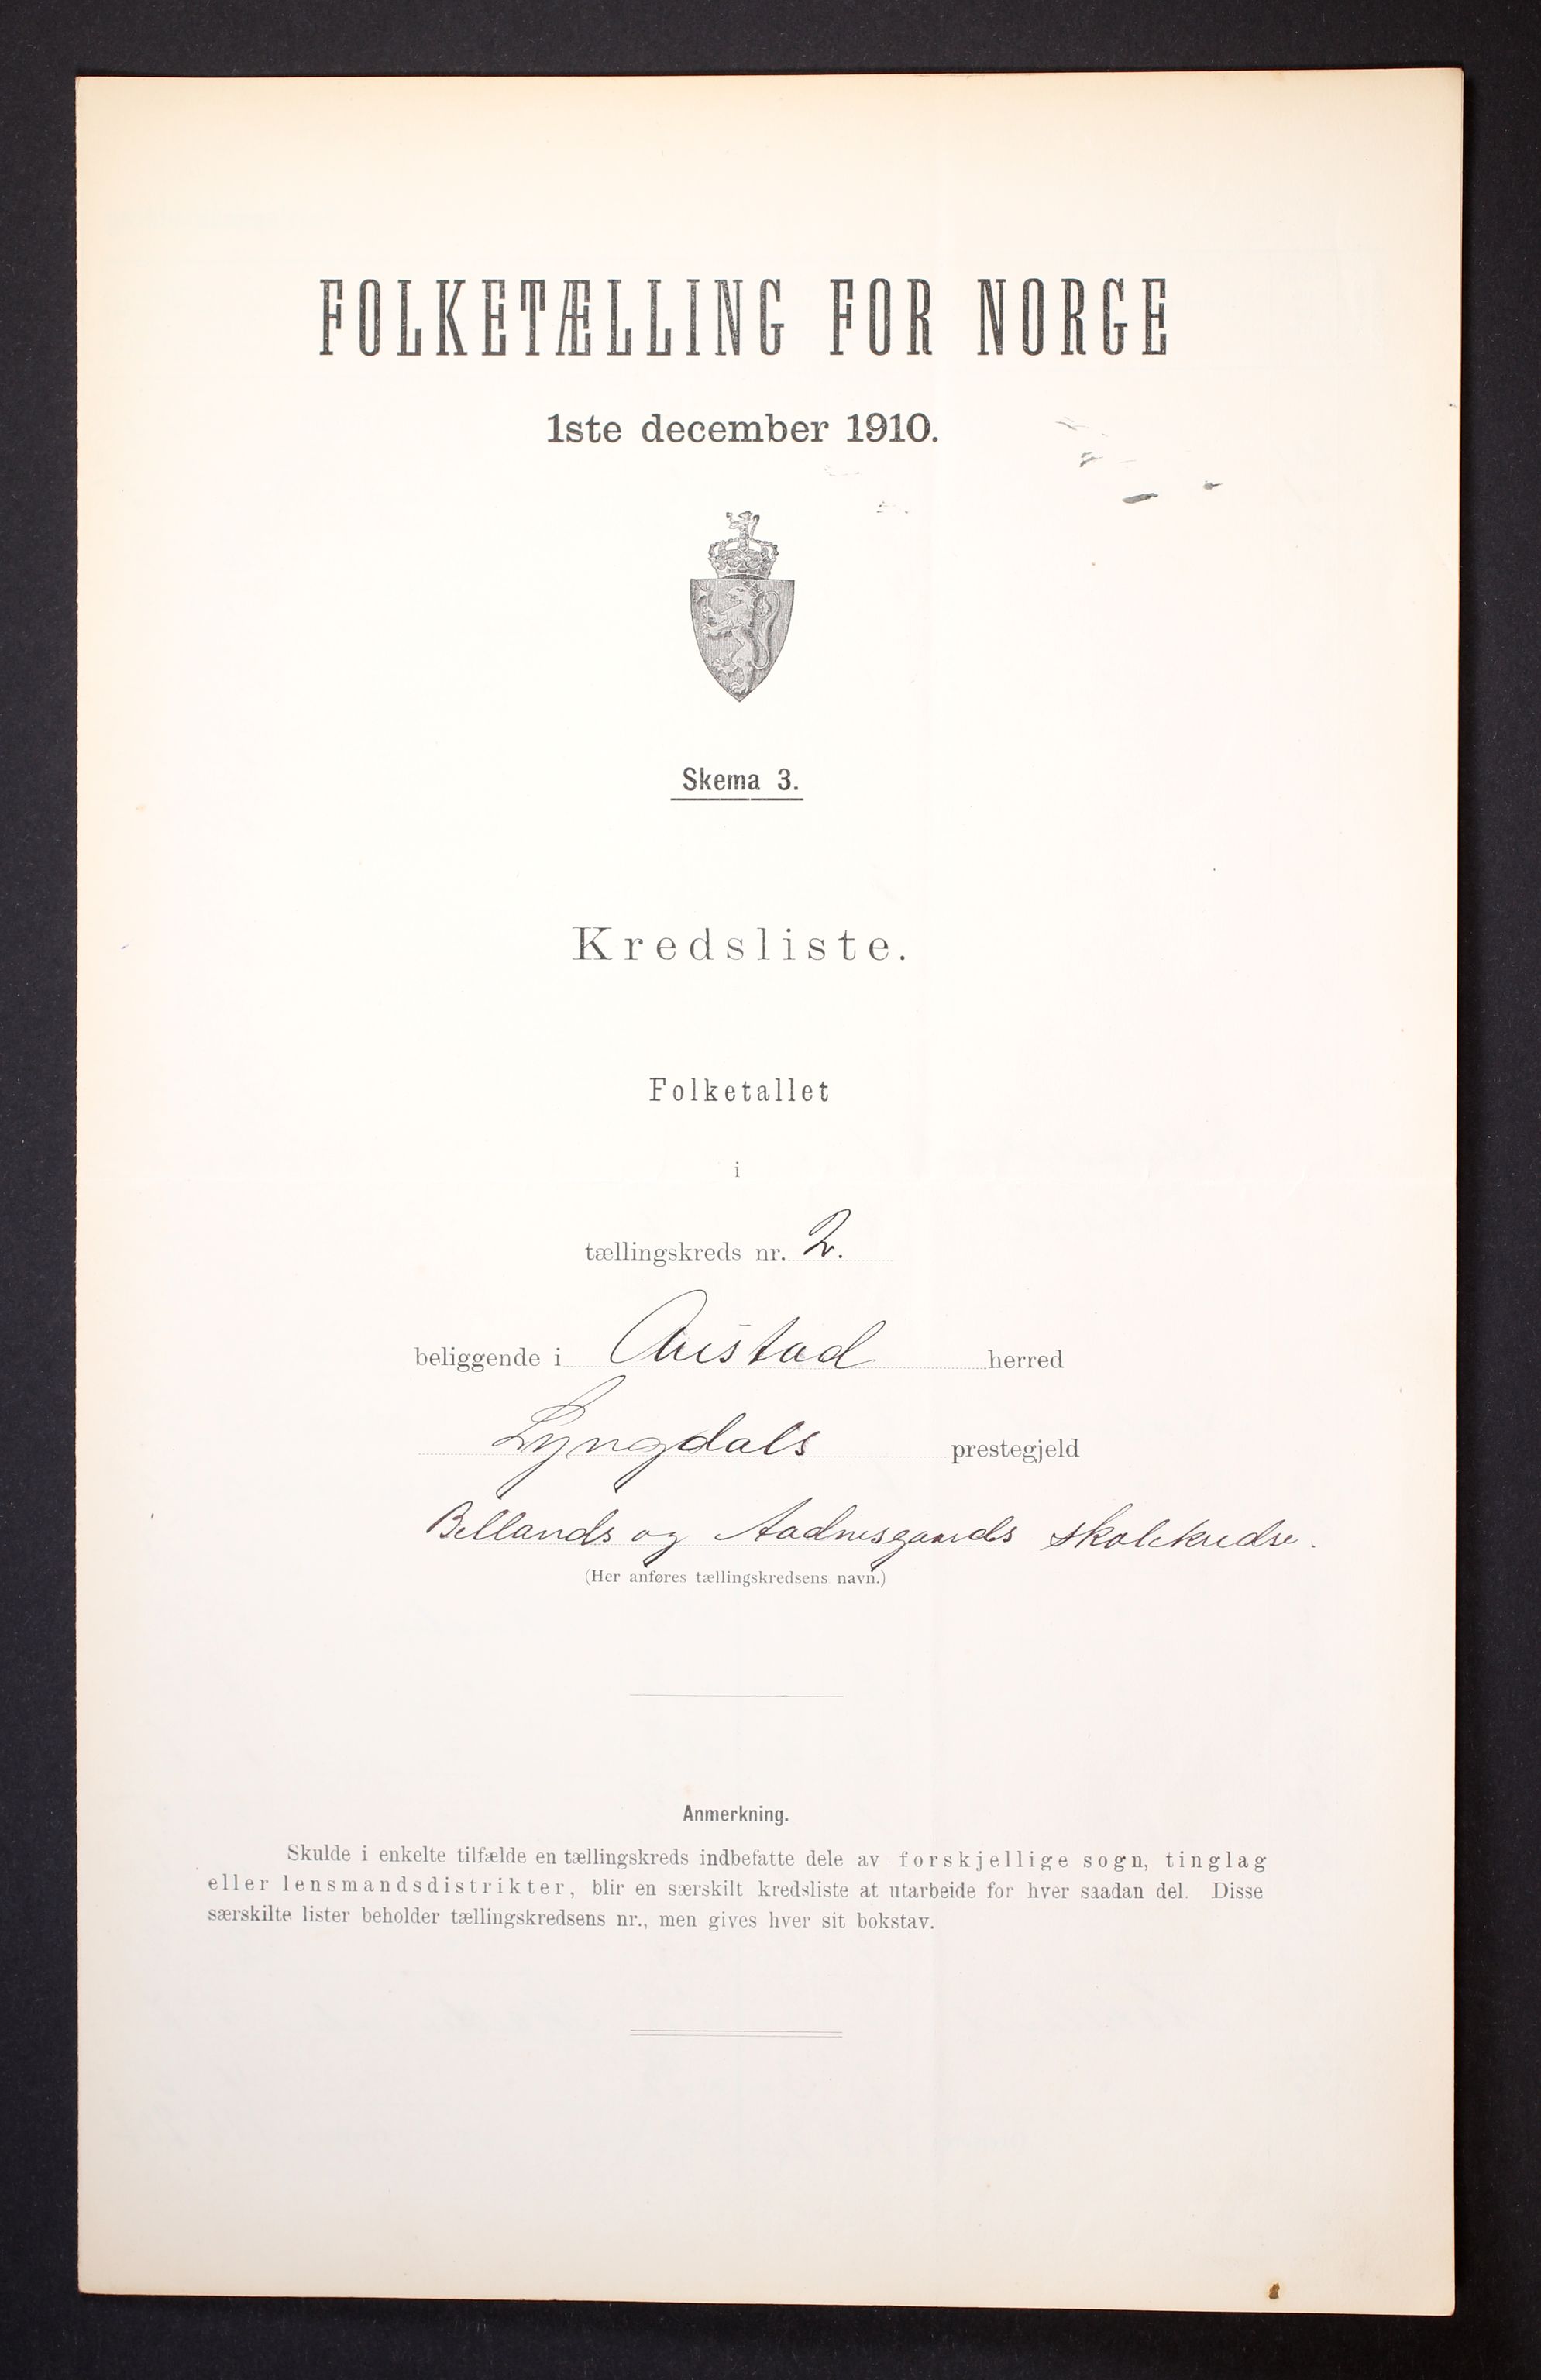 FOLKETÆLLING FOR NORGE
1ste december 1910.
Skema 3.
Kredsliste.
Folketallet
i
tællingskreds nr. 2.
beliggende i Austad herred
Lyngdals prestegjeld
og skolekredse.
(Her anføres tællingskredsens navn.)
Anmerkning.
Skulde i enkelte tilfælde en tællingskreds indbefatte dele av forskjellige sogn, tinglag
eller lensmandsdistrikter, blir en særskilt kredsliste at utarbeide for hver saadan del. Disse
særskilte lister beholder tællingskredsens nr., men gives hver sit bokstav.